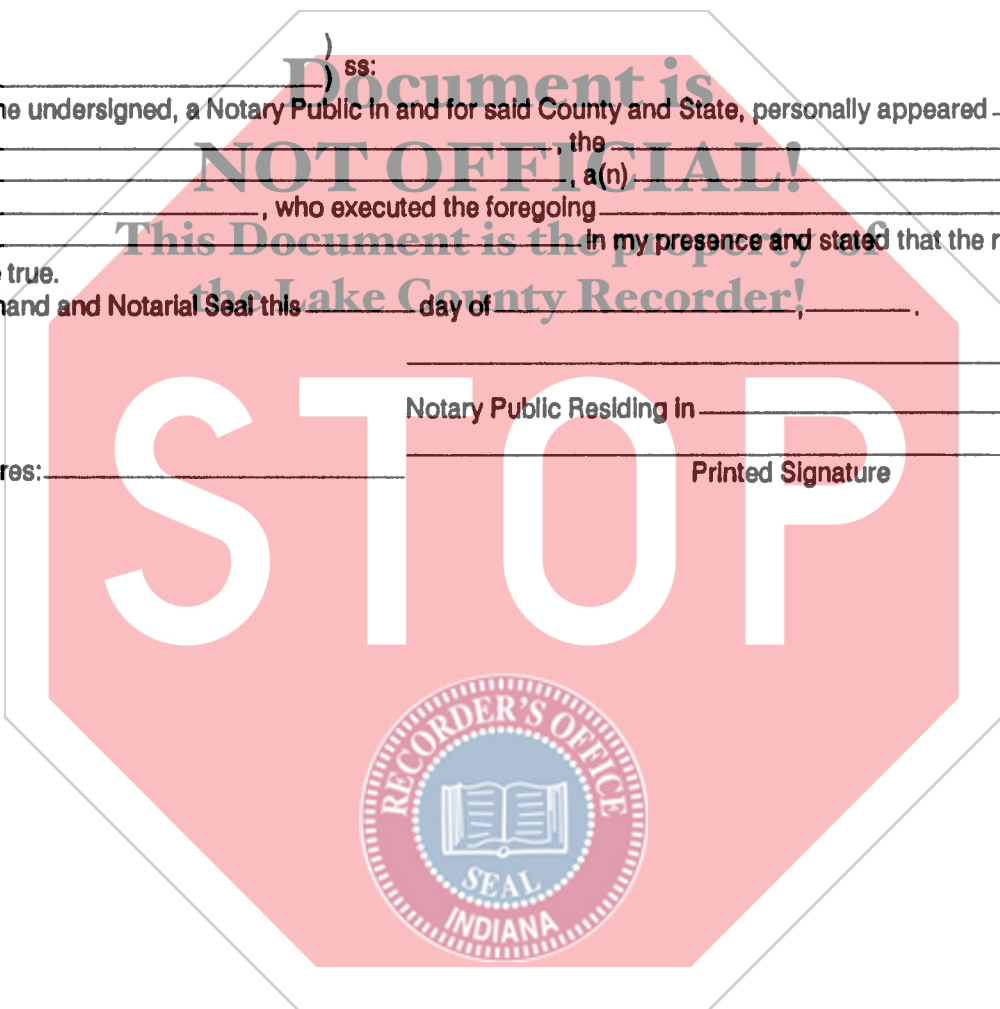 ) ss:
)
Document is
he undersigned, a Notary Public in and for said County and State, personally appeared
, the
NOT OFFICIAL!
, a(n)
, who executed the foregoing
This Document is the property of
in my presence and stated that the r
true.
the Lake County Recorder!
hand and Notarial Seal this day of , .
STOP
Notary Public Residing in
res:
Printed Signature
RECORDER'S OFFICE
SEAL
INDIANA